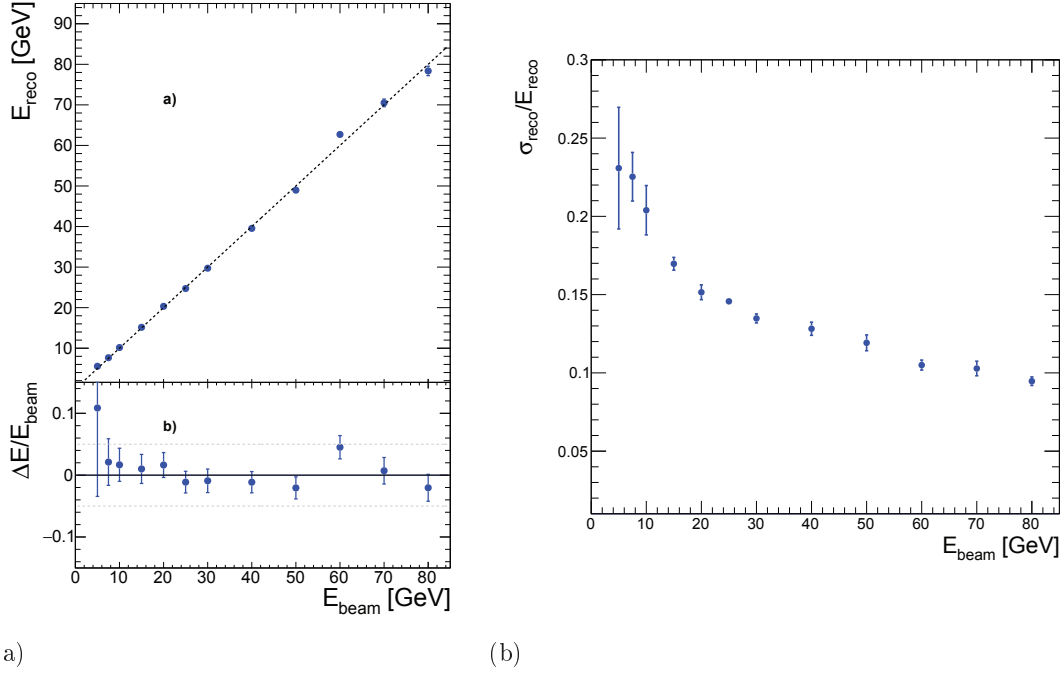 E_reco [GeV]
90
80
70
60
50
40
30
20
10
a)
ΔE/E_beam
0.1
0
−0.1
b)
0 10 20 30 40 50 60 70 80
E_beam [GeV]
σ_reco/E_reco
0.3
0.25
0.2
0.15
0.1
0.05
0 10 20 30 40 50 60 70 80
E_beam [GeV]
a)
(b)